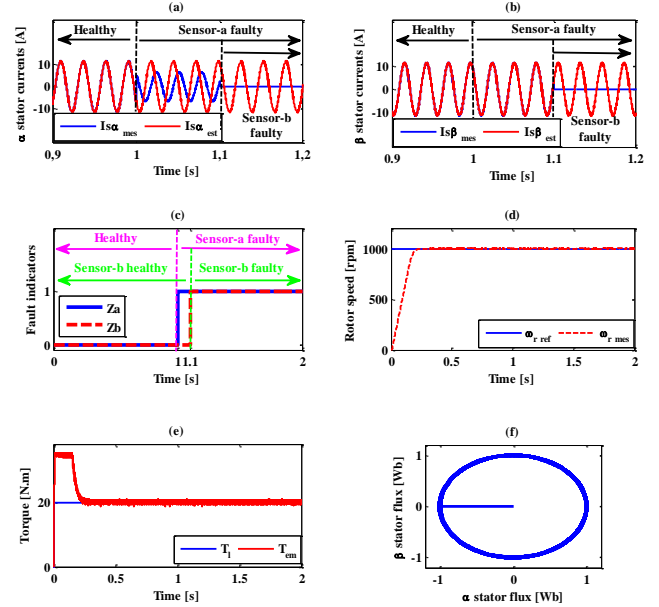 (a)
α stator currents [A]
Healthy
Sensor-a faulty
10
0
-10
Isα mes
Isα est
Sensor-b
faulty
0,9
1
1,1
1,2
Time [s]
(b)
β stator currents [A]
Healthy
Sensor-a faulty
10
0
-10
Isβ mes
Isβ est
Sensor-b
faulty
0.9
1
1.1
1.2
Time [s]
(c)
Fault indicators
Healthy
Sensor-a faulty
Sensor-b healthy
Sensor-b faulty
1
0
Za
Zb
0
1
1.1
2
Time [s]
(d)
Rotor speed [rpm]
1000
500
0
ω r ref
ω r mes
0
0.5
1
1.5
2
Time [s]
(e)
Torque [N.m]
20
0
T l
T em
0
0.5
1
1.5
2
Time [s]
(f)
β stator flux [Wb]
1
0
-1
-1
0
1
α stator flux [Wb]